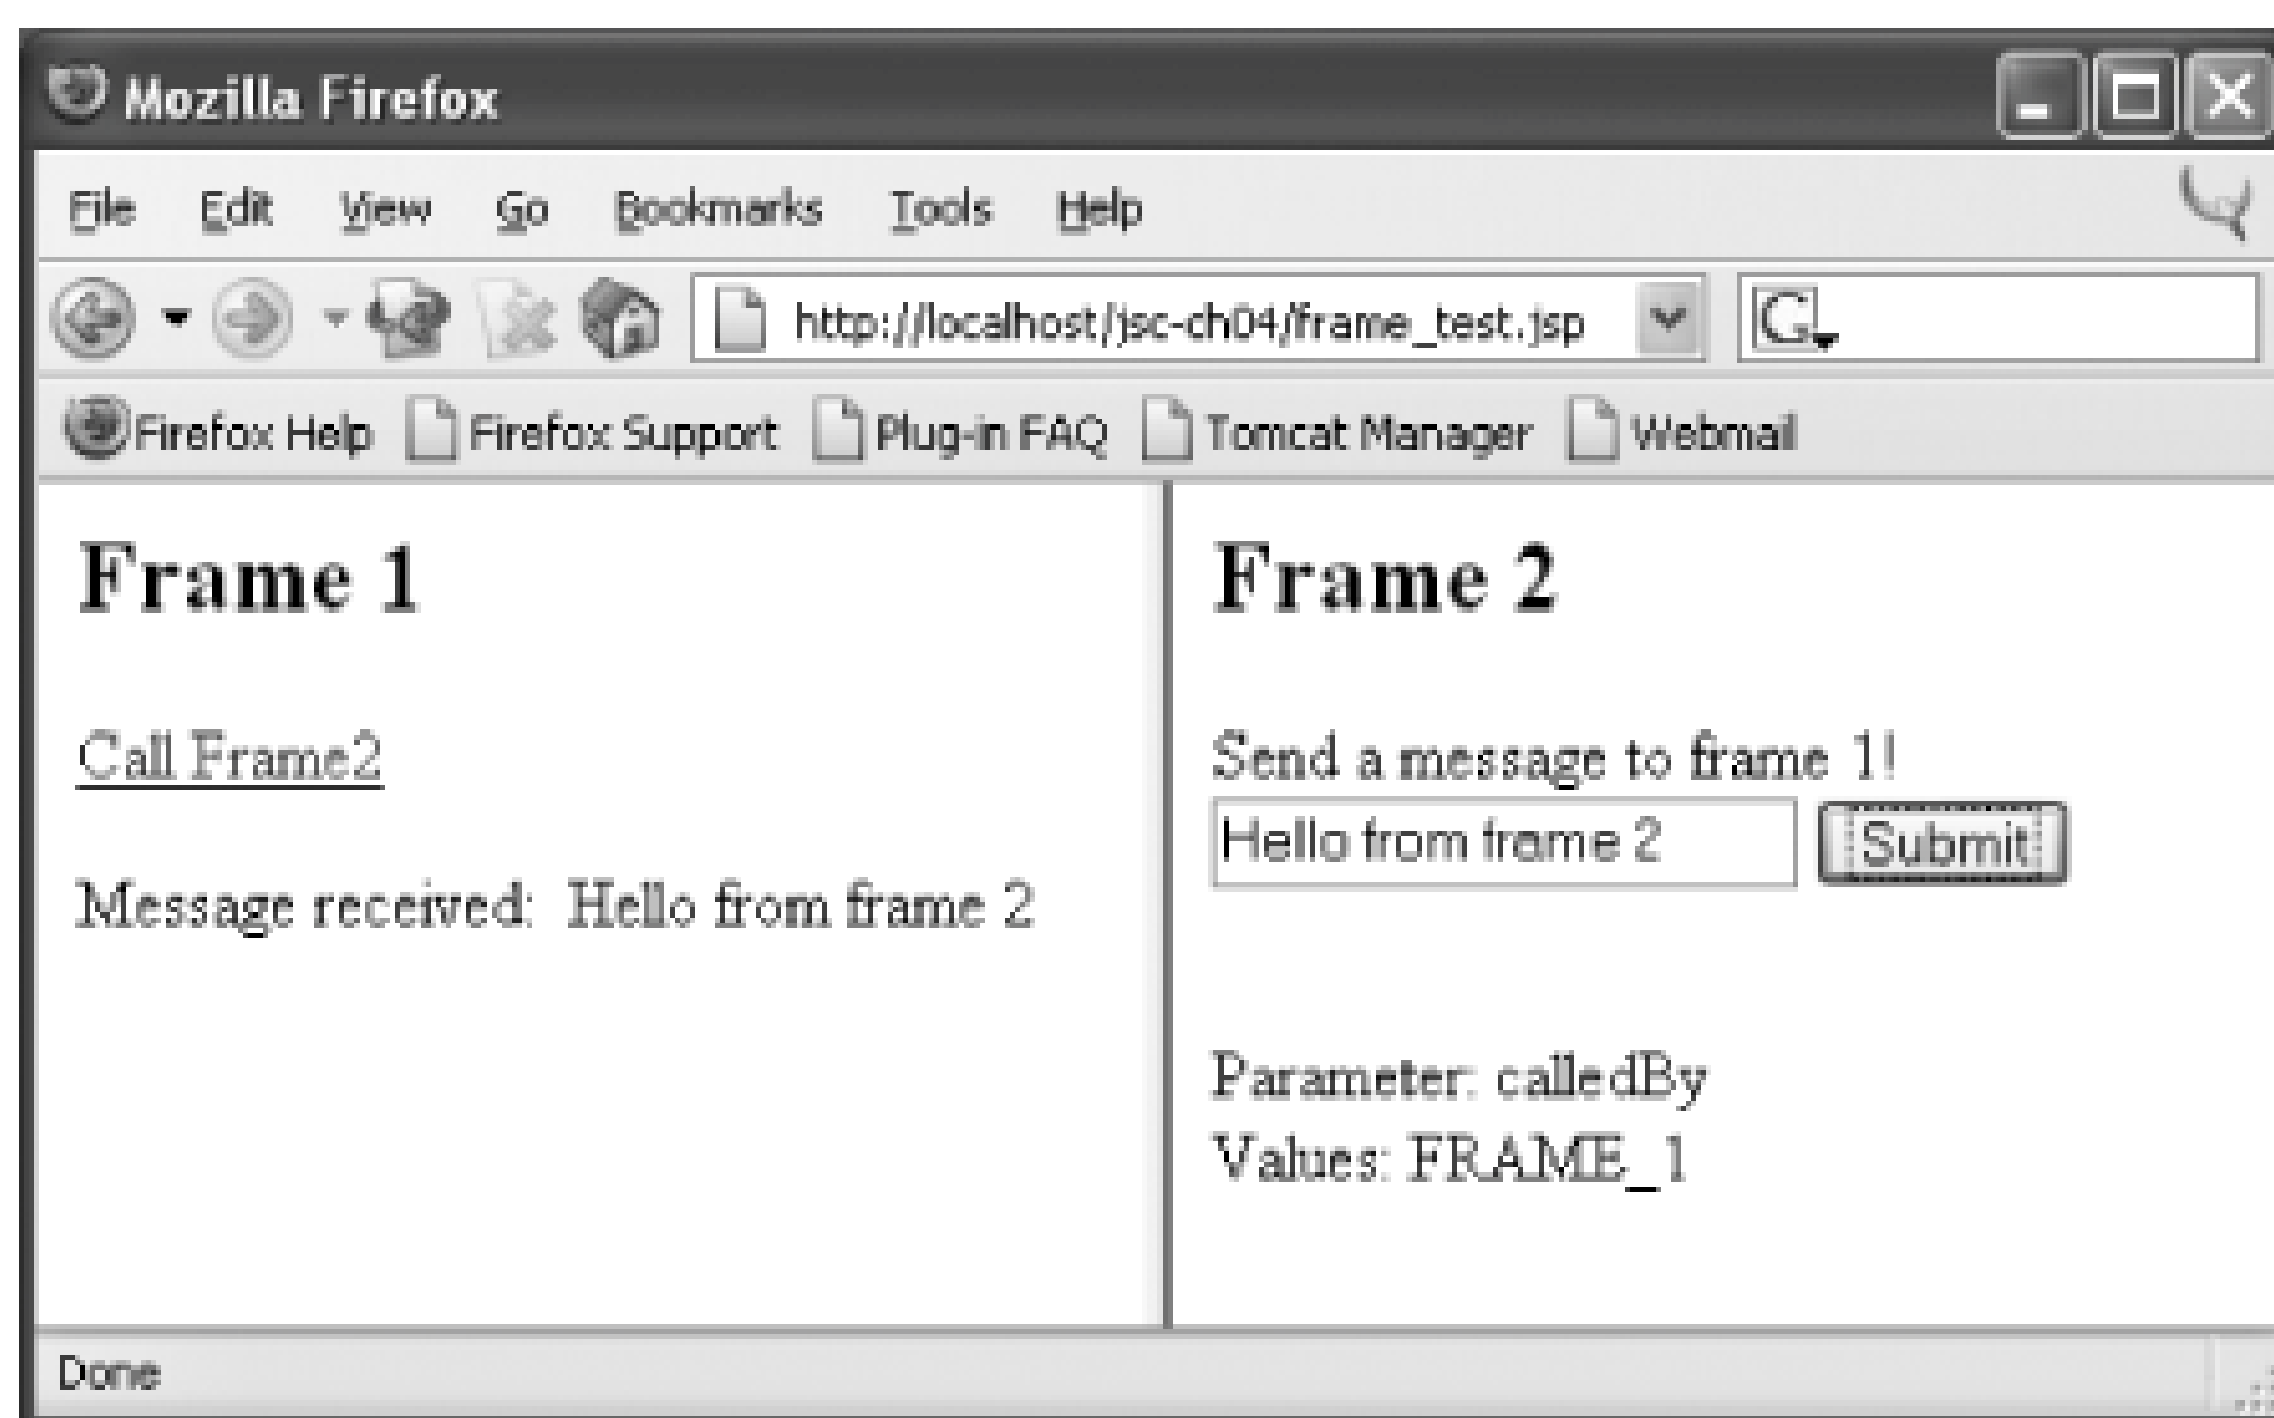 Mozilla Firefox
File Edit View Go Bookmarks Tools Help
http://localhost/jsc-ch04/frame_test.jsp G
Firefox Help Firefox Support Plug-in FAQ Tomcat Manager Webmail
Frame 1
Call Frame2
Message received: Hello from frame 2
Frame 2
Send a message to frame 1!
Hello from frame 2 Submit
Parameter: calledBy
Values: FRAME_1
Done